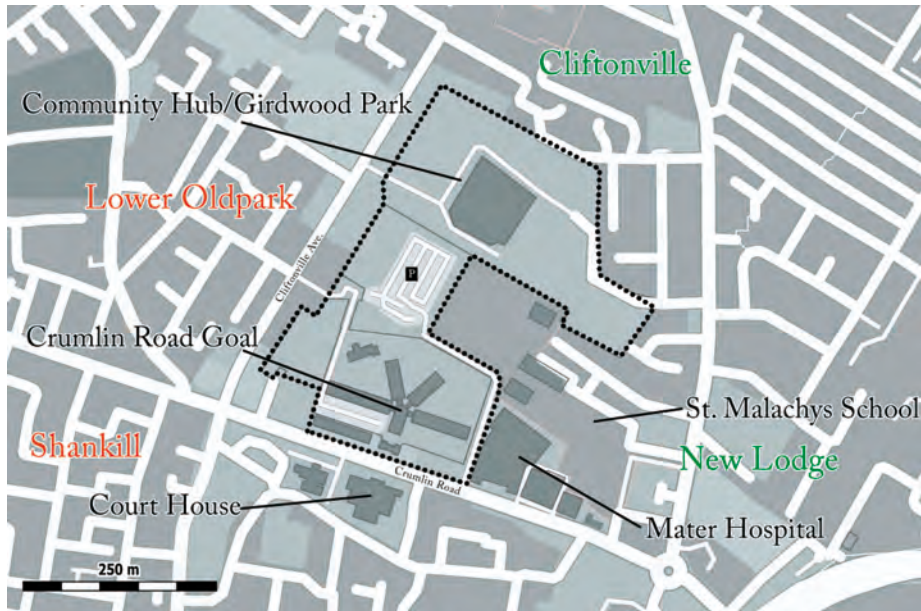 Cliftonville
Community Hub/Girdwood Park
Lower Oldpark
Cliftonville Ave.
P
Crumlin Road Goal
St. Malachys School
Shankill
New Lodge
Crumlin Road
Court House
Mater Hospital
250 m